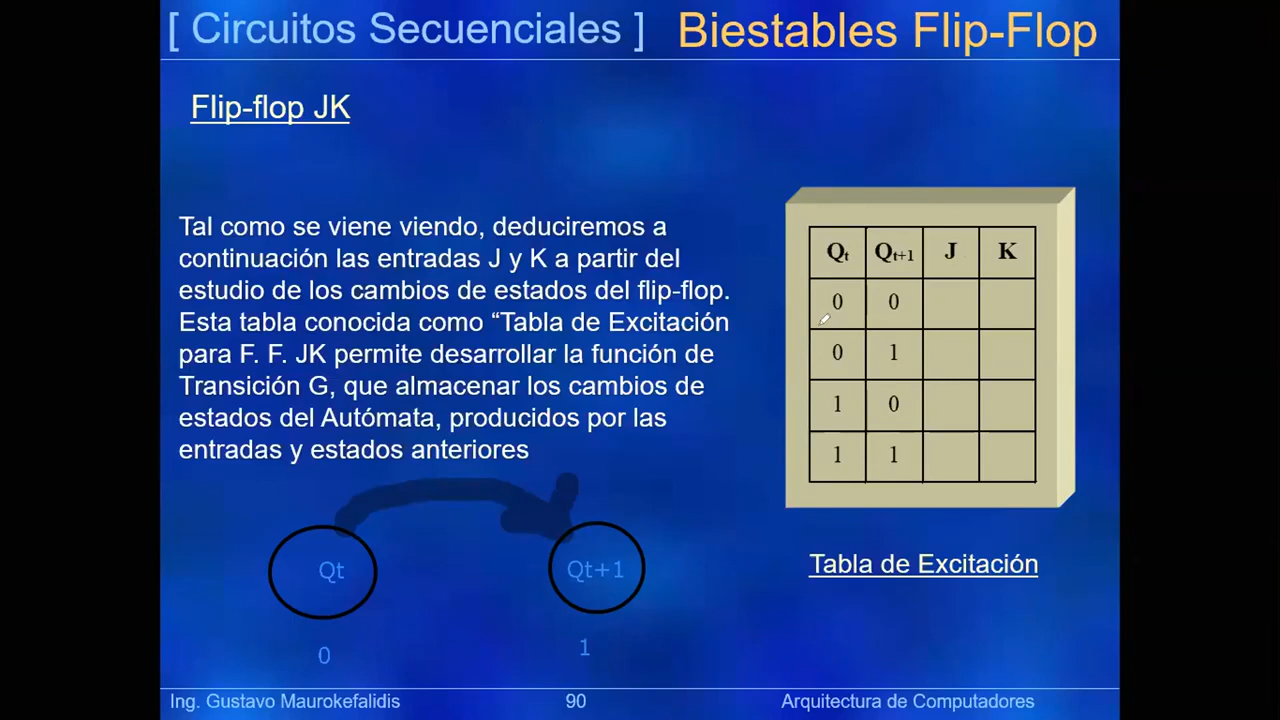 [ Circuitos Secuenciales ] Biestables Flip-Flop
Flip-flop JK
Tal como se viene viendo, deduciremos a
continuación las entradas J y K a partir del
estudio de los cambios de estados del flip-flop.
Esta tabla conocida como “Tabla de Excitación
para F. F. JK permite desarrollar la función de
Transición G, que almacenar los cambios de
estados del Autómata, producidos por las
entradas y estados anteriores
Qt Qt+1 J K
0 0
0 1
1 0
1 1
Tabla de Excitación
Qt Qt+1
0 1
Ing. Gustavo Maurokefalidis 90 Arquitectura de Computadores